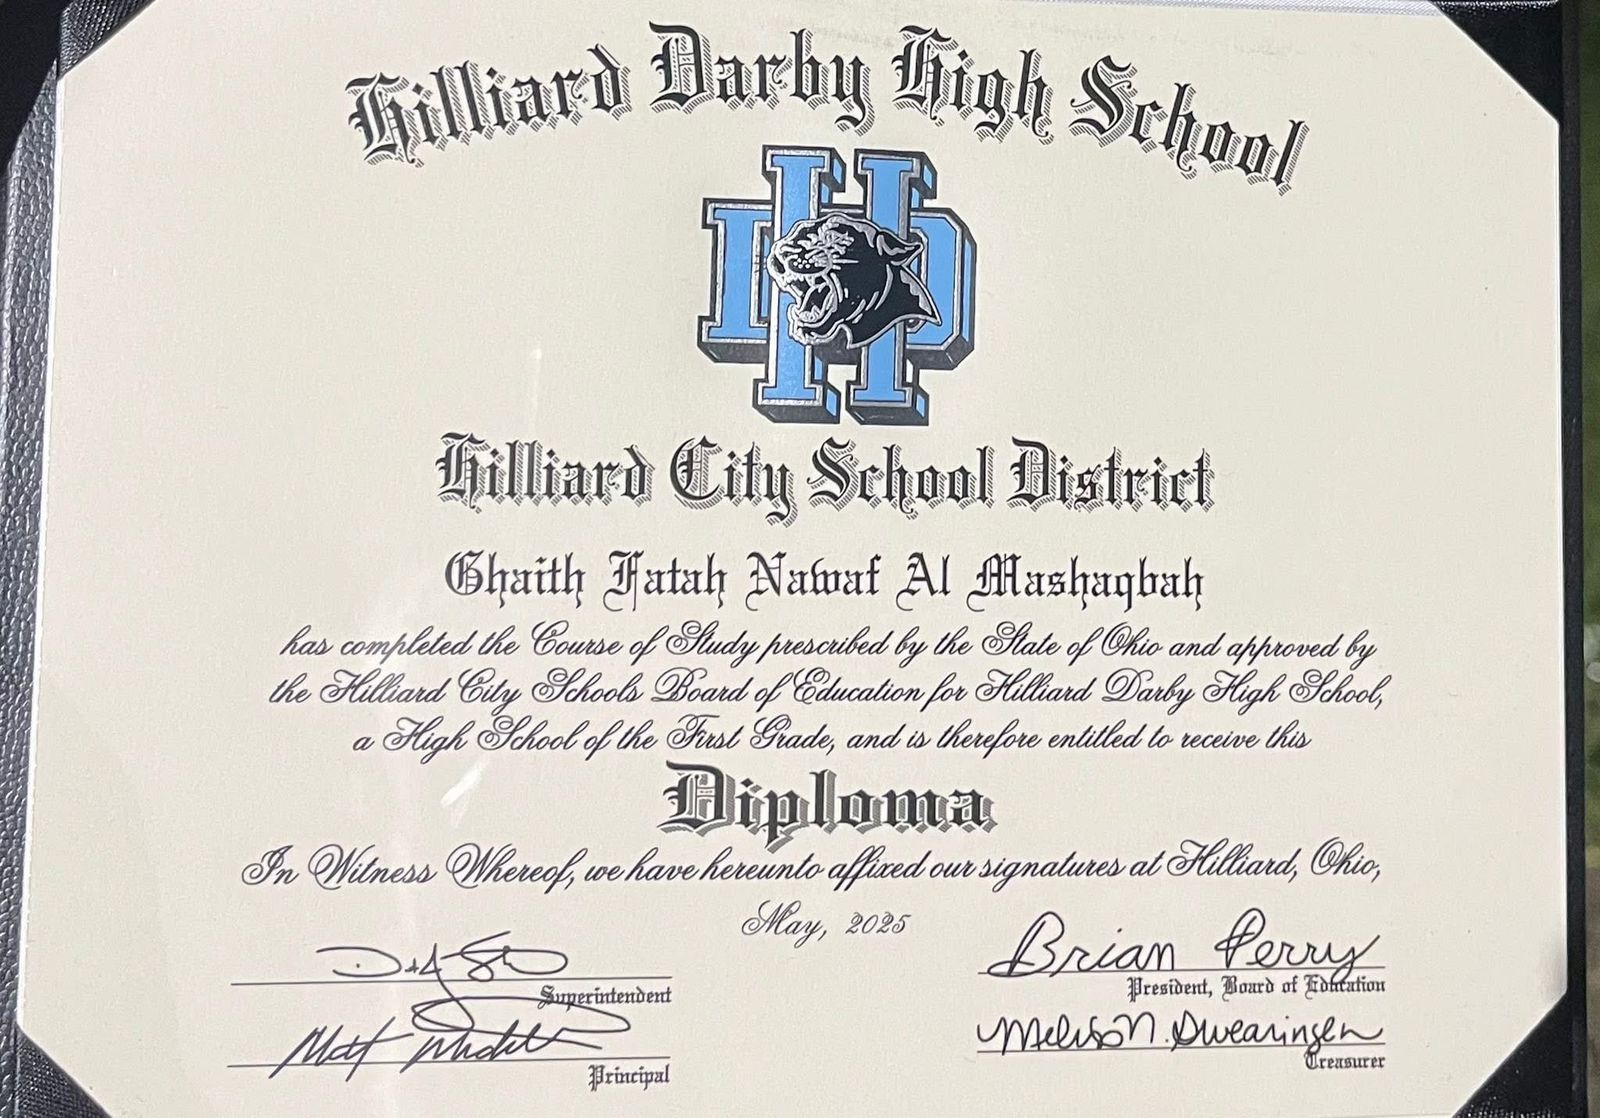 Hilliard Darby High School
HD
Hilliard City School District
Ghaith Fatah Nawaf Al Mashaqbah
has completed the Course of Study prescribed by the State of Ohio and approved by
the Hilliard City Schools Board of Education for Hilliard Darby High School,
a High School of the First Grade, and is therefore entitled to receive this
Diploma
In Witness Whereof, we have hereunto affixed our signatures at Hilliard, Ohio,
May, 2025
Superintendent
Brian Perry
President, Board of Education
Matt
Principal
Swearingen
Treasurer